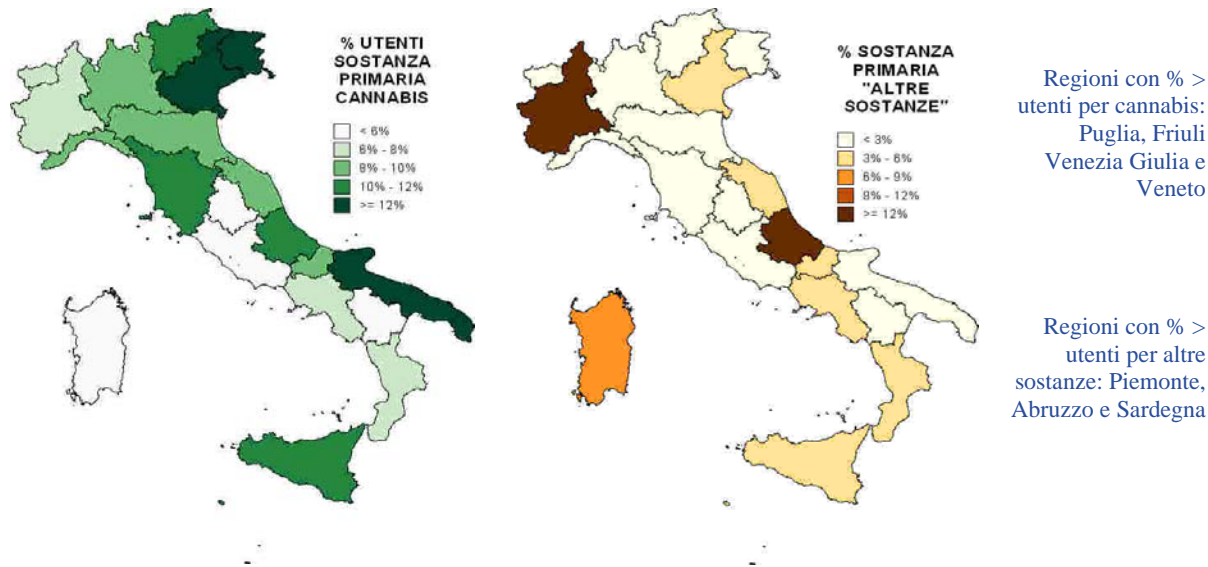 % UTENTI
SOSTANZA
PRIMARIA
CANNABIS
< 6%
6% - 8%
8% - 10%
10% - 12%
>= 12%
% SOSTANZA
PRIMARIA
"ALTRE
SOSTANZE"
< 3%
3% - 6%
6% - 9%
9% - 12%
>= 12%
Regioni con % >
utenti per cannabis:
Puglia, Friuli
Venezia Giulia e
Veneto
Regioni con % >
utenti per altre
sostanze: Piemonte,
Abruzzo e Sardegna